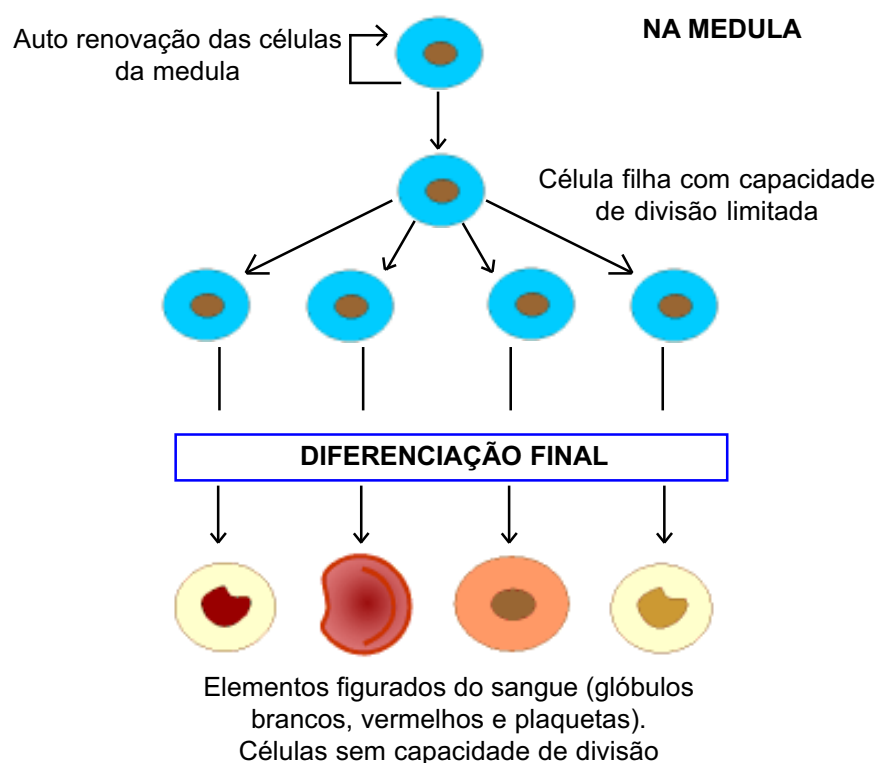 NA MEDULA
Auto renovação das células
da medula
Célula filha com capacidade
de divisão limitada
DIFERENCIAÇÃO FINAL
Elementos figurados do sangue (glóbulos
brancos, vermelhos e plaquetas).
Células sem capacidade de divisão